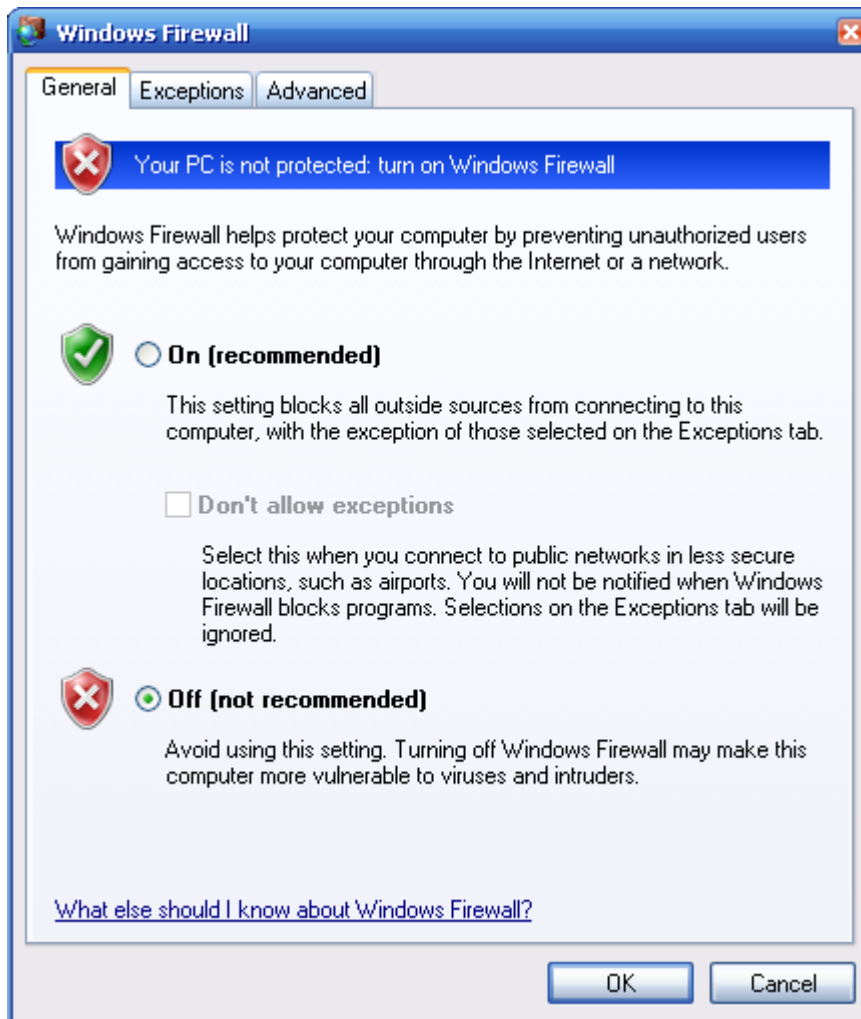 Windows Firewall
General Exceptions Advanced
Your PC is not protected: turn on Windows Firewall
Windows Firewall helps protect your computer by preventing unauthorized users
from gaining access to your computer through the Internet or a network.
On (recommended)
This setting blocks all outside sources from connecting to this
computer, with the exception of those selected on the Exceptions tab.
Don't allow exceptions
Select this when you connect to public networks in less secure
locations, such as airports. You will not be notified when Windows
Firewall blocks programs. Selections on the Exceptions tab will be
ignored.
Off (not recommended)
Avoid using this setting. Turning off Windows Firewall may make this
computer more vulnerable to viruses and intruders.
What else should I know about Windows Firewall?
OK Cancel